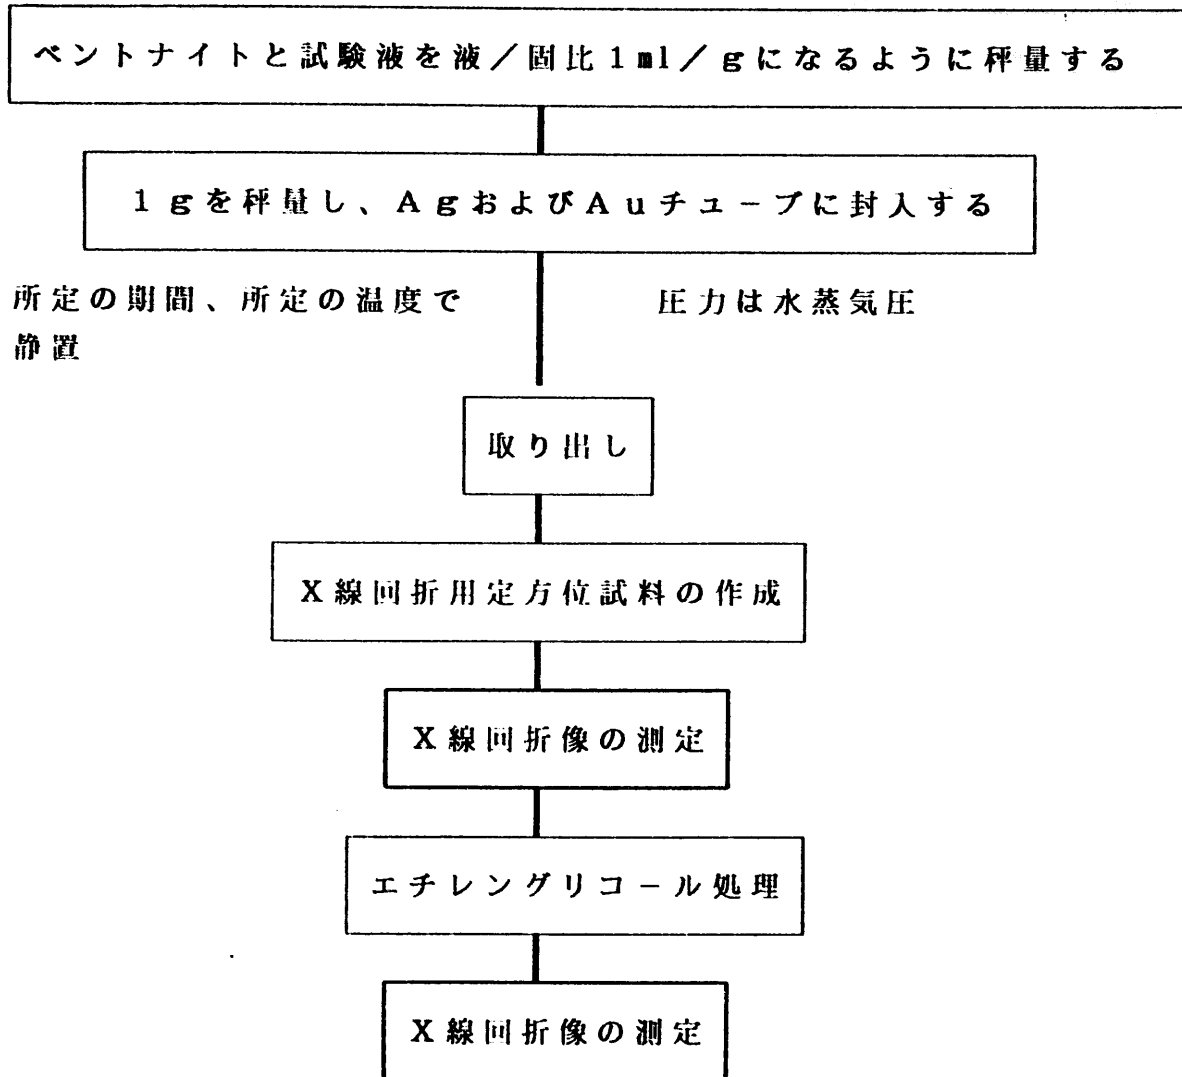 ベントナイトと試験液を液／固比1ml／gになるように秤量する
1gを秤量し、AgおよびAuチューブに封入する
所定の期間、所定の温度で
静置
圧力は水蒸気圧
取り出し
X線回折用定方位試料の作成
X線回折像の測定
エチレングリコール処理
X線回折像の測定